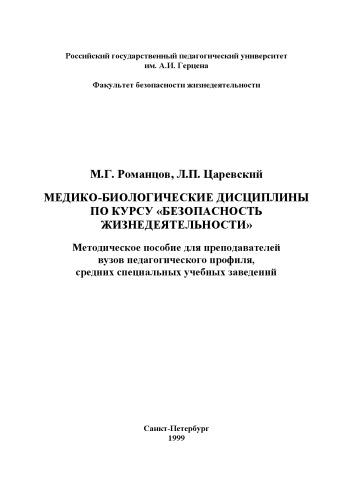 Российский государственный педагогический университет
им. А.И. Герцена
Факультет безопасности жизнедеятельности
М.Г. Романцов, Л.П. Царевский
МЕДИКО-БИОЛОГИЧЕСКИЕ ДИСЦИПЛИНЫ
ПО КУРСУ «БЕЗОПАСНОСТЬ
ЖИЗНЕДЕЯТЕЛЬНОСТИ»
Методическое пособие для преподавателей
вузов педагогического профиля,
средних специальных учебных заведений
Санкт-Петербург
1999